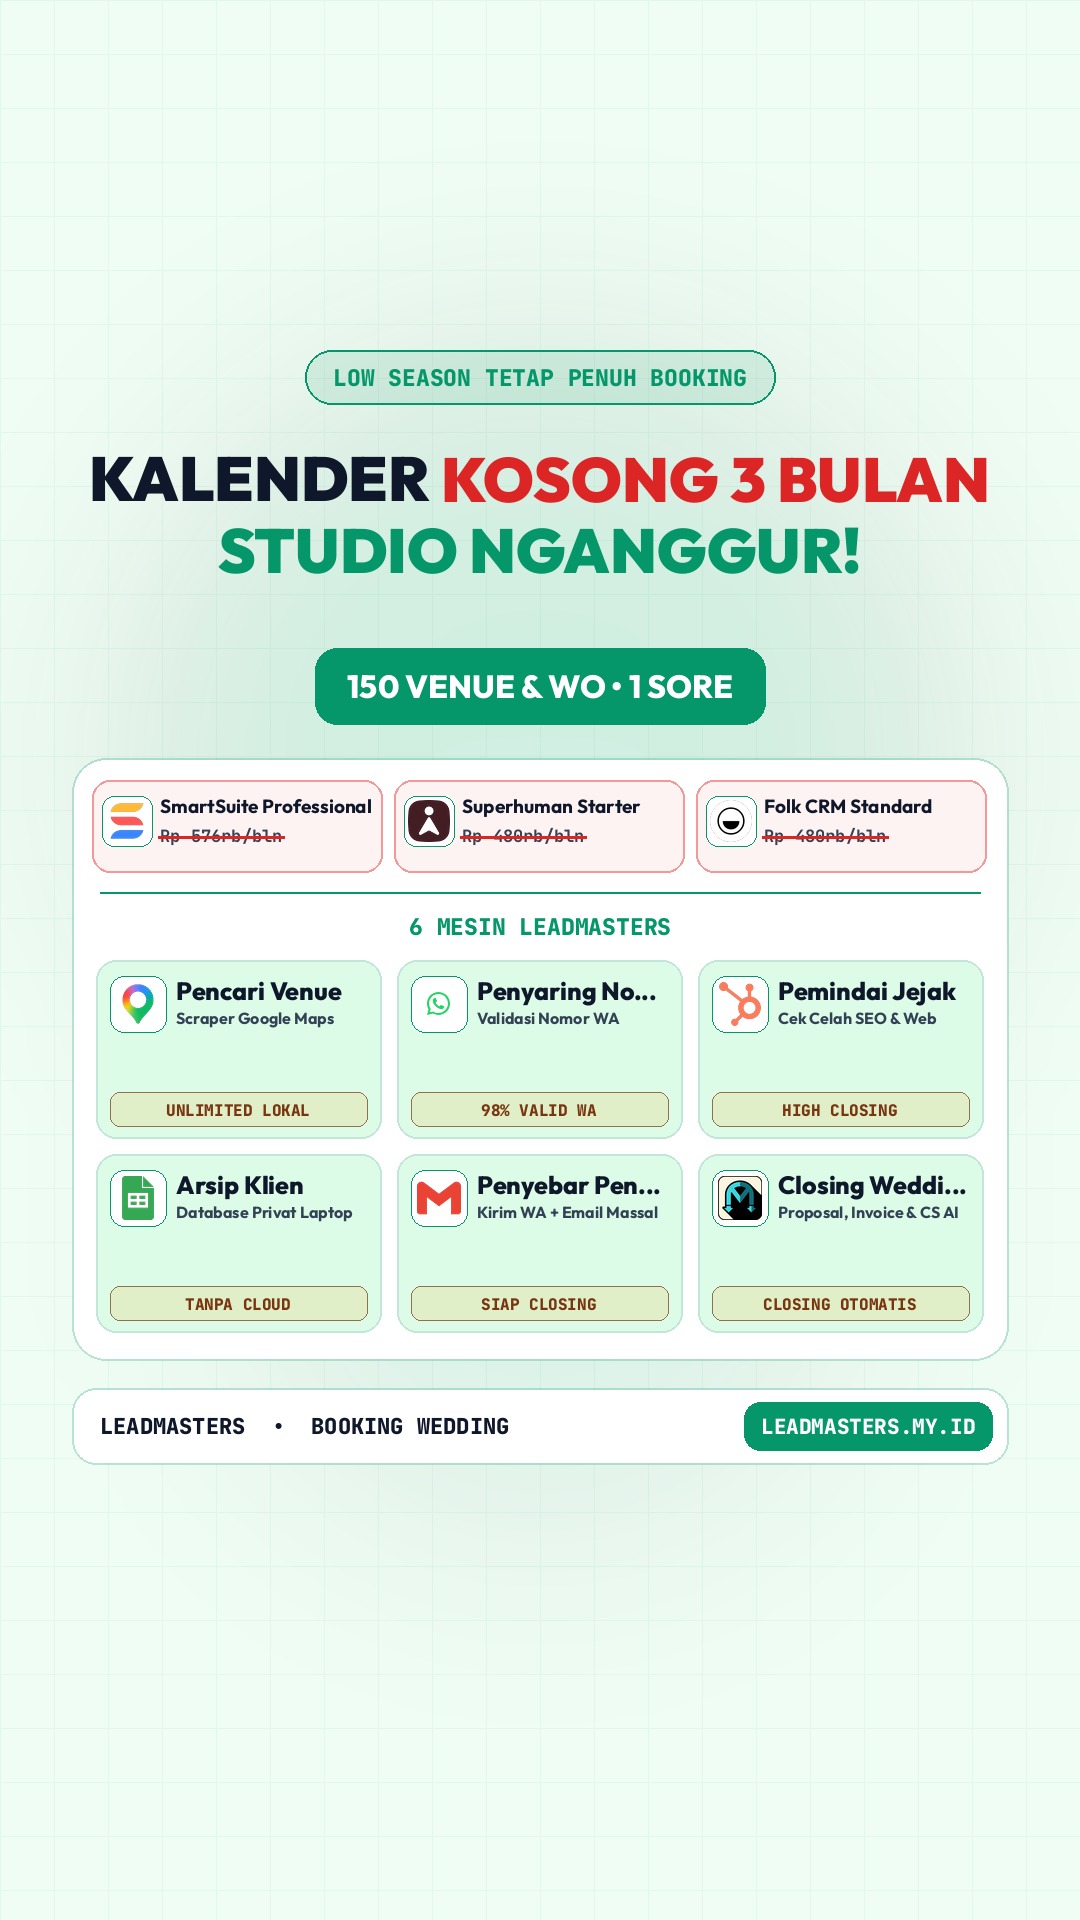 LOW SEASON TETAP PENUH BOOKING
KALENDER KOSONG 3 BULAN
STUDIO NGANGGUR!
150 VENUE & WO • 1 SORE
SmartSuite Professional
Rp 576rb/bln
Superhuman Starter
Rp 480rb/bln
Folk CRM Standard
Rp 480rb/bln
6 MESIN LEADMASTERS
Pencari Venue
Scraper Google Maps
UNLIMITED LOKAL
Penyaring No...
Validasi Nomor WA
98% VALID WA
Pemindai Jejak
Cek Celah SEO & Web
HIGH CLOSING
Arsip Klien
Database Privat Laptop
TANPA CLOUD
Penyebar Pen...
Kirim WA + Email Massal
SIAP CLOSING
Closing Weddi...
Proposal, Invoice & CS AI
CLOSING OTOMATIS
LEADMASTERS • BOOKING WEDDING
LEADMASTERS.MY.ID